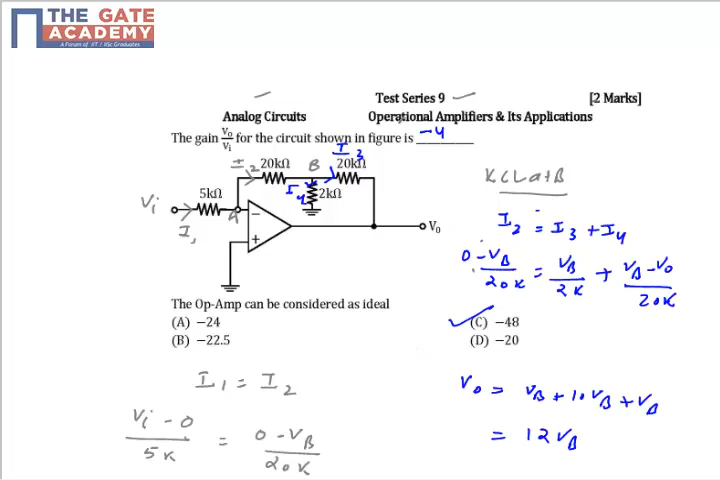 THE GATE
ACADEMY
A Forum of IIT / IISc Graduates
Test Series 9 [2 Marks]
Analog Circuits Operational Amplifiers & Its Applications
The gain Vo/Vi for the circuit shown in figure is -4
I2 20kΩ B I3 20kΩ
I4 2kΩ
5kΩ
Vi
A
I1
−
+
Vo
The Op-Amp can be considered as ideal
(A) −24 (C) −48
(B) −22.5 (D) −20
I1 = I2
(Vi - 0)/5K = (0 - VB)/20K
KCL at B
I2 = I3 + I4
(0 - VB)/20K = VB/2K + (VB - Vo)/20K
Vo = VB + 10VB + VB
= 12VB